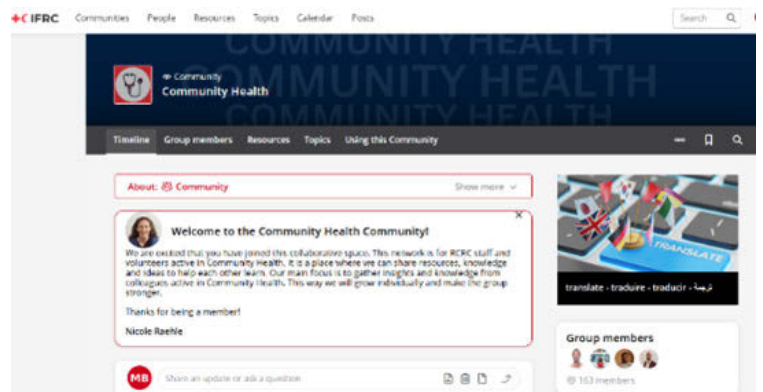 IFRC Communities People Resources Topics Calendar Posts Search
COMMUNITY HEALTH
Community
Community Health
COMMUNITY HEALTH
COMMUNITY HEALTH
Timeline Group members Resources Topics Using this Community
About: Community Show more
Welcome to the Community Health Community!
We are excited that you have joined this collaborative space. This network is for RCRC staff and
volunteers active in Community Health. It is a place where we can share resources, knowledge
and ideas to help each other learn. Our main focus is to gather insights and knowledge from
colleagues active in Community Health. This way we will grow individually and make the group
stronger.
Thanks for being a member!
Nicole Raehle
TRANSLATE
translate - traduire - traducir - ترجمة
Group members
163 members
MB Share an update or ask a question